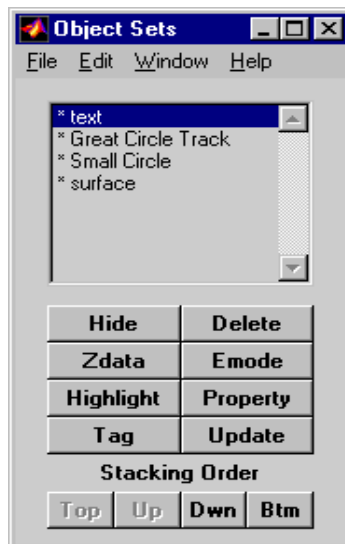 Object Sets
File Edit Window Help
* text
* Great Circle Track
* Small Circle
* surface
Hide Delete
Zdata Emode
Highlight Property
Tag Update
Stacking Order
Top Up Dwn Btm